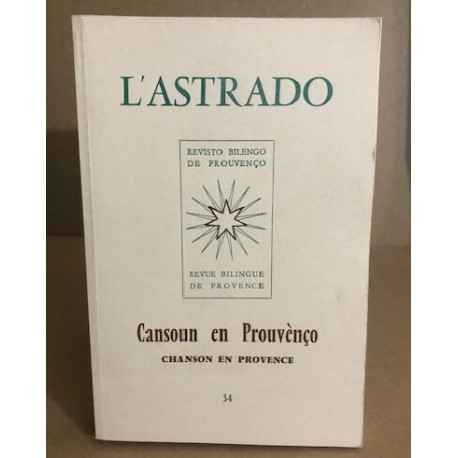 L'ASTRADO
REVISTO BILENGO
DE PROUVENÇO
REVUE BILINGUE
DE PROVENCE
Cansoun en Prouvènço
CHANSON EN PROVENCE
34